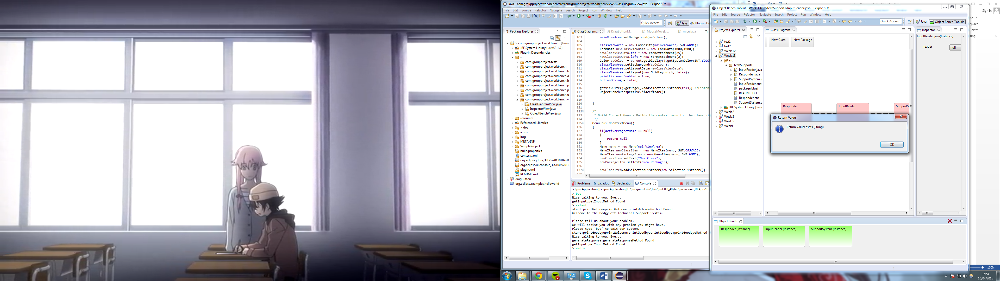 Java - com.groupproject.workbench/src/com/groupproject/workbench/views/ClassDiagramView.java - Eclipse SDK
File Edit Source Refactor Navigate Search Project Run Window Help
Quick Access
Java
Plug-in De
Package Explorer
> com.groupproject.workbench [Grou
JRE System Library [JavaSE-1.7]
Plug-in Dependencies
src
com.groupproject.tests
com.groupproject.workbench
com.groupproject.workbench.b
com.groupproject.workbench.d
com.groupproject.workbench.h
com.groupproject.workbench.p
com.groupproject.workbench.p
com.groupproject.workbench.u
com.groupproject.workbench.v
ClassDiagramView.java
InspectorView.java
ObjectBenchView.java
resources
Referenced Libraries
> doc
icons
img
META-INF
SampleProject
build.properties
contexts.xml
org.eclipse.jdt.ui_3.8.2.v20130107-16
org.eclipse.ui.console_3.5.100.v2012
plugin.xml
README.md
dragButton
org.eclipse.examples.helloworld
ClassDiagram... DragButtonM... MouseMoveLi... mice.java
103 mainViewArea.setBackground(maColour);
104
105 classViewArea = new Composite(mainViewArea, SWT.NONE);
106 FormData newClassViewData = new FormData(1000,1000);
107 newClassViewData.top = new FormAttachment(25);
108 newClassViewData.left = new FormAttachment(2);
109 Color cvColour = parent.getDisplay().getSystemColor(SWT.COLO
110 classViewArea.setBackground(cvColour);
111 classViewArea.setLayoutData(newClassViewData);
112 classViewArea.setLayout(new GridLayout(4, false));
113 paintListenerEnabled = true;
114 buttonMoving = false;
115
116 getViewSite().getPage().addSelectionListener(this); //Listen
117 ObjectBenchPerspective.hideEditor();
118
119
120 }
121
122 /*
123 * Build Context Menu - Builds the context menu for the class vi
124 */
125 Menu buildContextMenu()
126 {
127 if(activeProjectName == null)
128 {
129 return null;
130 }
131 Menu menu = new Menu(mainViewArea);
132 MenuItem newClassItem = new MenuItem(menu, SWT.CASCADE);
133 MenuItem newPackageItem = new MenuItem(menu, SWT.NONE);
134 newClassItem.setText("New Class");
135 newPackageItem.setText("New Package");
136
137 newClassItem.addSelectionListener(new SelectionListener(){
Problems Javadoc Declaration Console
Eclipse Application [Eclipse Application] C:\Program Files\Java\jre1.8.0_40\bin\javaw.exe (10 Apr 2015
> bye
Nice talking to you. Bye...
getInput:getInputMethod Found
> safasf
start:printWelcomeprintWelcome:printWelcomeMethod Found
Welcome to the DodgySoft Technical Support System.
Please tell us about your problem.
We will assist you with any problem you might have.
Please type 'bye' to exit our system.
start:printGoodbyeprintWelcome:printGoodbyeprintGoodbye:printGoodbyeMethod
Nice talking to you. Bye...
generateResponse:generateResponseMethod Found
getInput:getInputMethod Found
> asdfs
Object Bench Toolkit - Week 13/src/techSupport1/InputReader.java - Eclipse SDK
File Edit Source Refactor Navigate Search Project Run Window Help
Quick Access
Java
Object Bench Toolkit
Project Explorer
test1
test2
Week 12
Week 13
src
techSupport1
InputReader.java
Responder.java
SupportSystem.ja
InputReader.ctxt
package.bluej
README.TXT
Responder.ctxt
SupportSystem.c
JRE System Library [Java
Week 2
Week 3
Week 5
Week1
Class Diagram
New Class
New Package
Responder
InputReader
SupportS
Return Value
Return Value: asdfs (String)
OK
Inspector
InputReader.java(Instance)
reader
null
Object Bench
Responder (Instance)
InputReader (Instance)
SupportSystem (Instance)
Sign in
nd
eplace
elect
ting
100%
16:54
10/04/2015